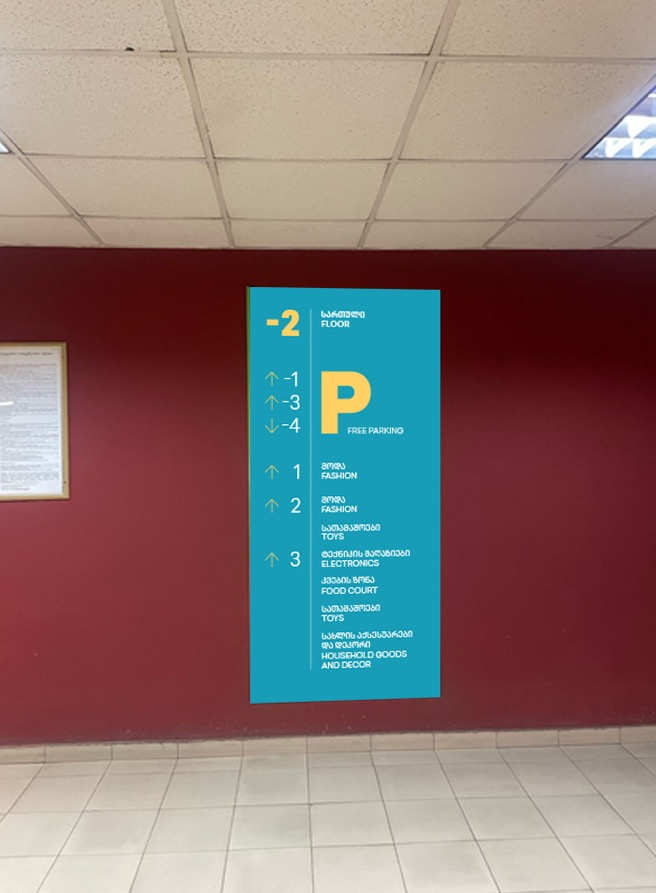 -2 სართული
FLOOR
↑ -1
↑ -3
↓ -4
P
FREE PARKING
↑ 1 მოდა
FASHION
↑ 2 მოდა
FASHION
სათამაშოები
TOYS
↑ 3 ტექნიკის მაღაზიები
ELECTRONICS
კვების ზონა
FOOD COURT
სათამაშოები
TOYS
სახლის აქსესუარები
და დეკორი
HOUSEHOLD GOODS
AND DECOR